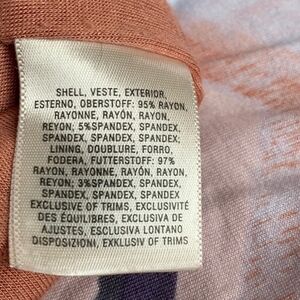 SHELL, VESTE, EXTERIOR,
ESTERNO, OBERSTOFF: 95% RAYON,
RAYONNE, RAYÓN, RAYON,
REYON; 5%SPANDEX, SPANDEX,
SPANDEX, SPANDEX, SPANDEX;
LINING, DOUBLURE, FORRO,
FODERA, FUTTERSTOFF: 97%
RAYON, RAYONNE, RAYÓN, RAYON,
REYON; 3%SPANDEX, SPANDEX,
SPANDEX, SPANDEX, SPANDEX
EXCLUSIVE OF TRIMS, EXCLUSIVITÉ
DES ÉQUILIBRES, EXCLUSIVA DE
AJUSTES, EXCLUSIVA LONTANO
DISPOSIZIONI, EXKLUSIV OF TRIMS